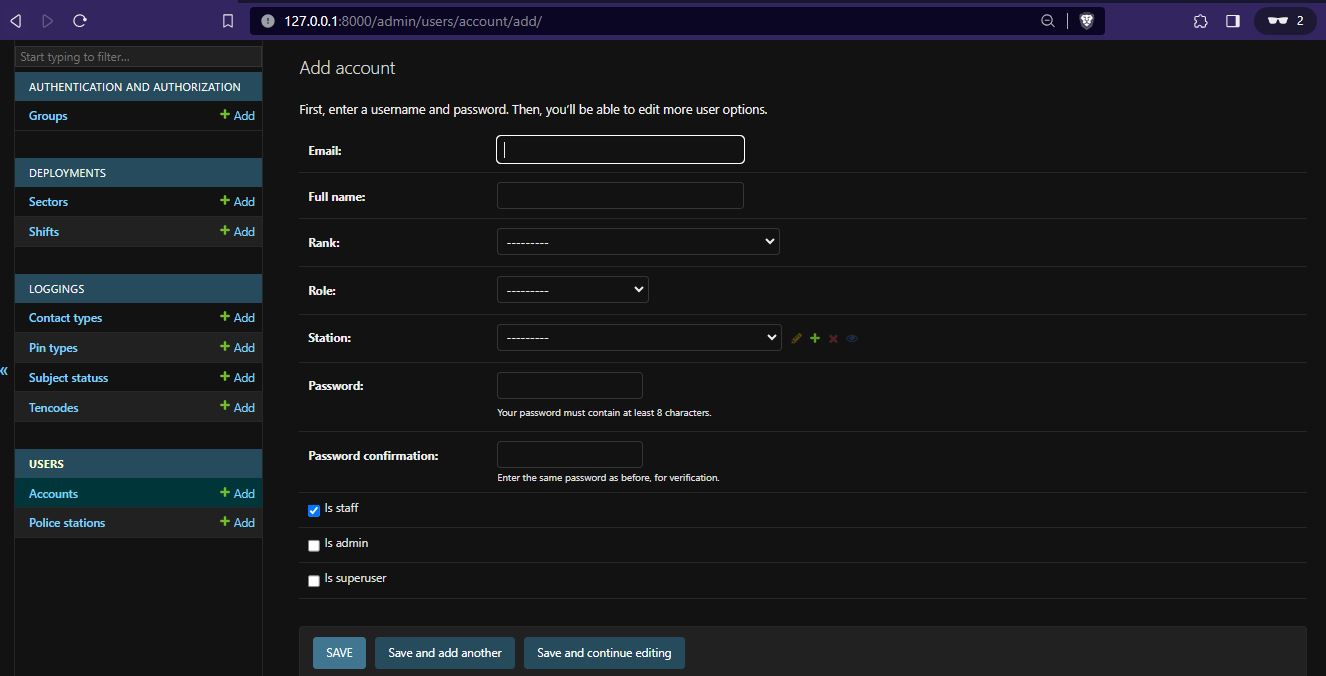 127.0.0.1:8000/admin/users/account/add/
2
Start typing to filter...
AUTHENTICATION AND AUTHORIZATION
Groups + Add
DEPLOYMENTS
Sectors + Add
Shifts + Add
LOGGINGS
Contact types + Add
Pin types + Add
Subject statuss + Add
Tencodes + Add
«
USERS
Accounts + Add
Police stations + Add
Add account
First, enter a username and password. Then, you'll be able to edit more user options.
Email:
Full name:
Rank: ---------
Role: ---------
Station: ---------
Password:
Your password must contain at least 8 characters.
Password confirmation:
Enter the same password as before, for verification.
Is staff
Is admin
Is superuser
SAVE Save and add another Save and continue editing